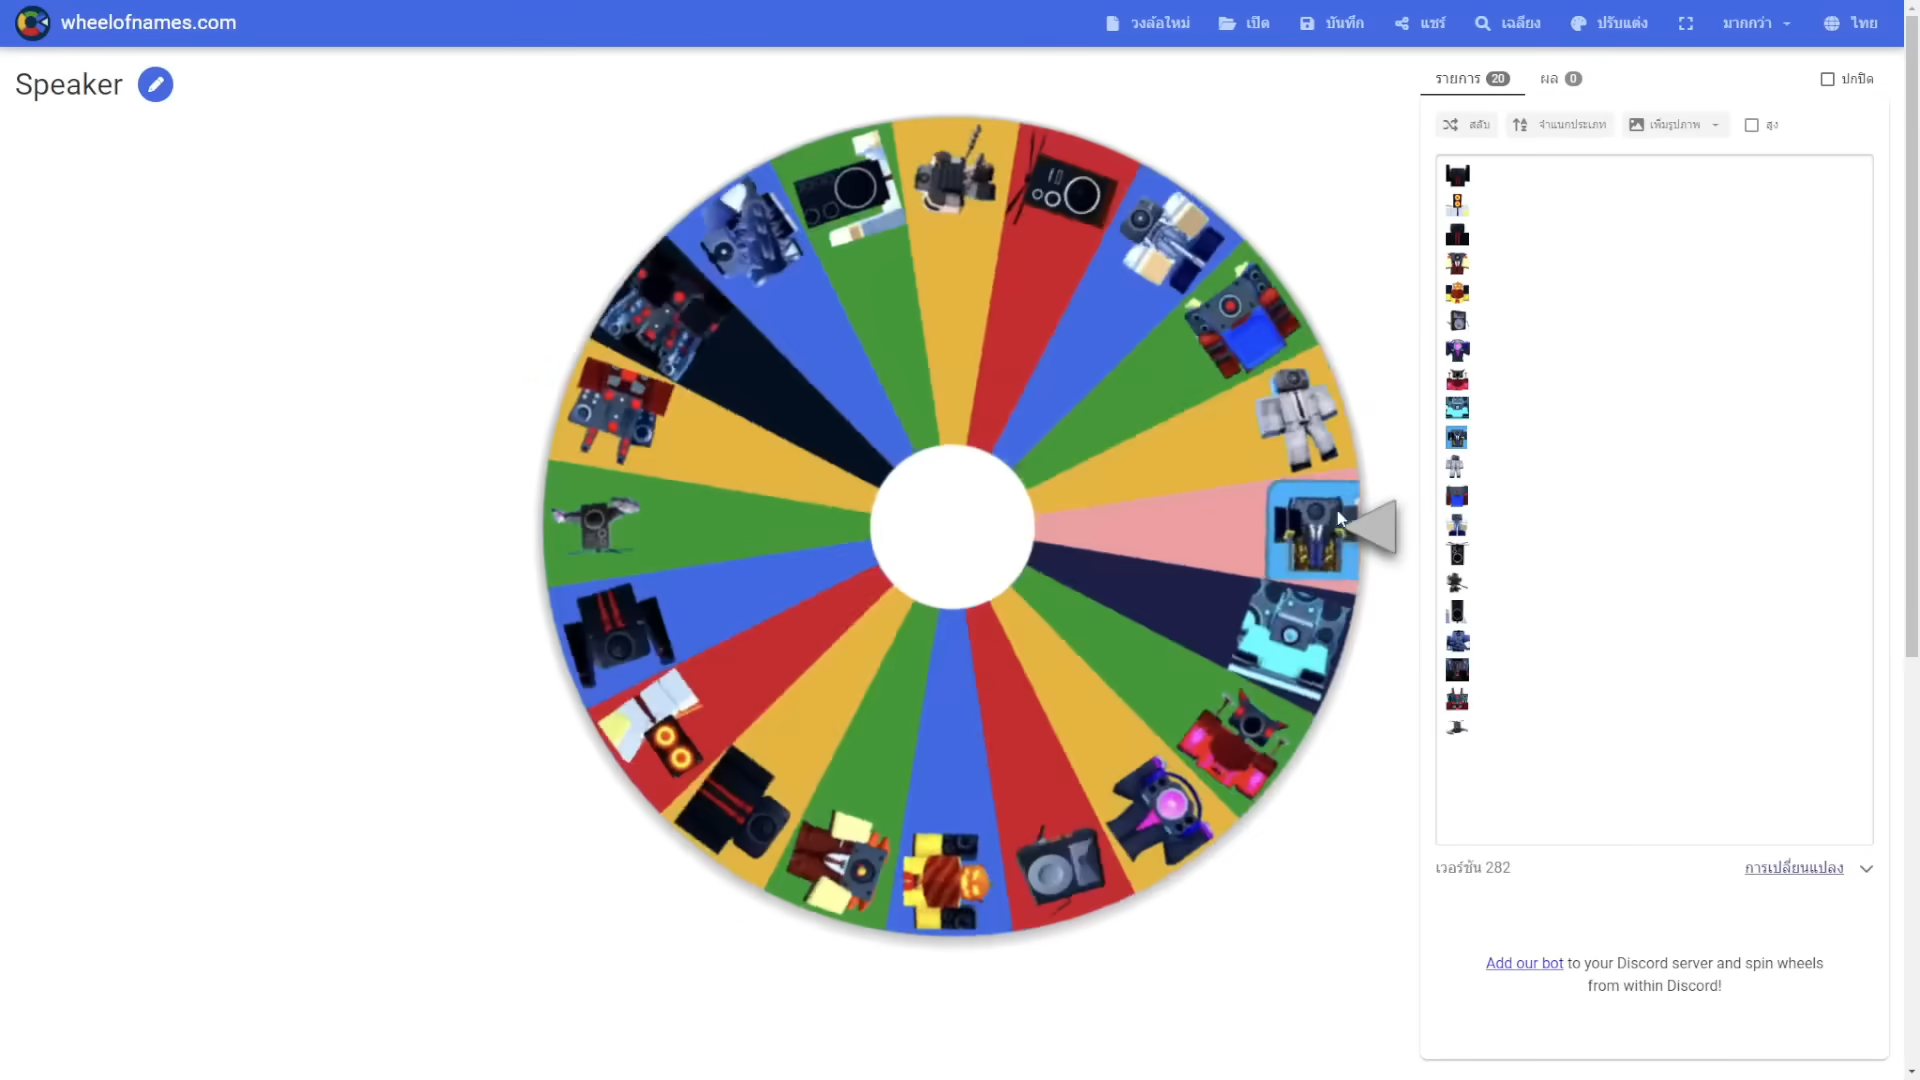 wheelofnames.com
วงล้อใหม่
เปิด
บันทึก
แชร์
เฉลียง
ปรับแต่ง
มากกว่า
ไทย
Speaker
รายการ 20
ผล 0
ปกปิด
สลับ
จำแนกประเภท
เพิ่มรูปภาพ
สูง
เวอร์ชัน 282
การเปลี่ยนแปลง
Add our bot to your Discord server and spin wheels
from within Discord!